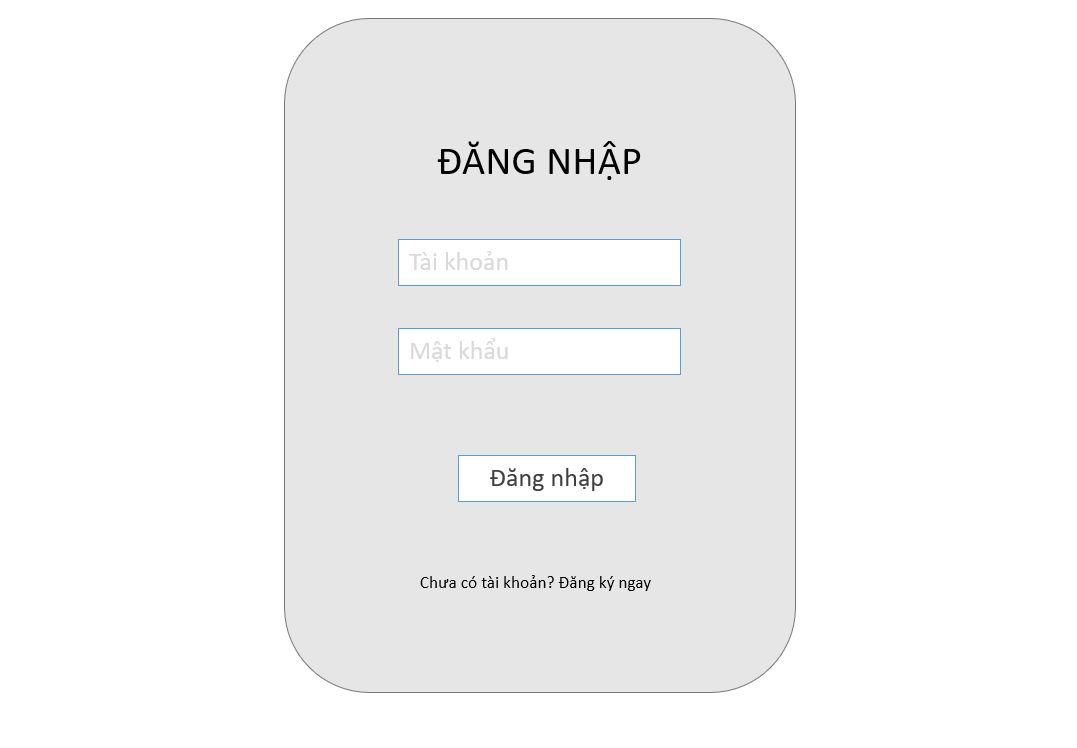 ĐĂNG NHẬP
Tài khoản
Mật khẩu
Đăng nhập
Chưa có tài khoản? Đăng ký ngay